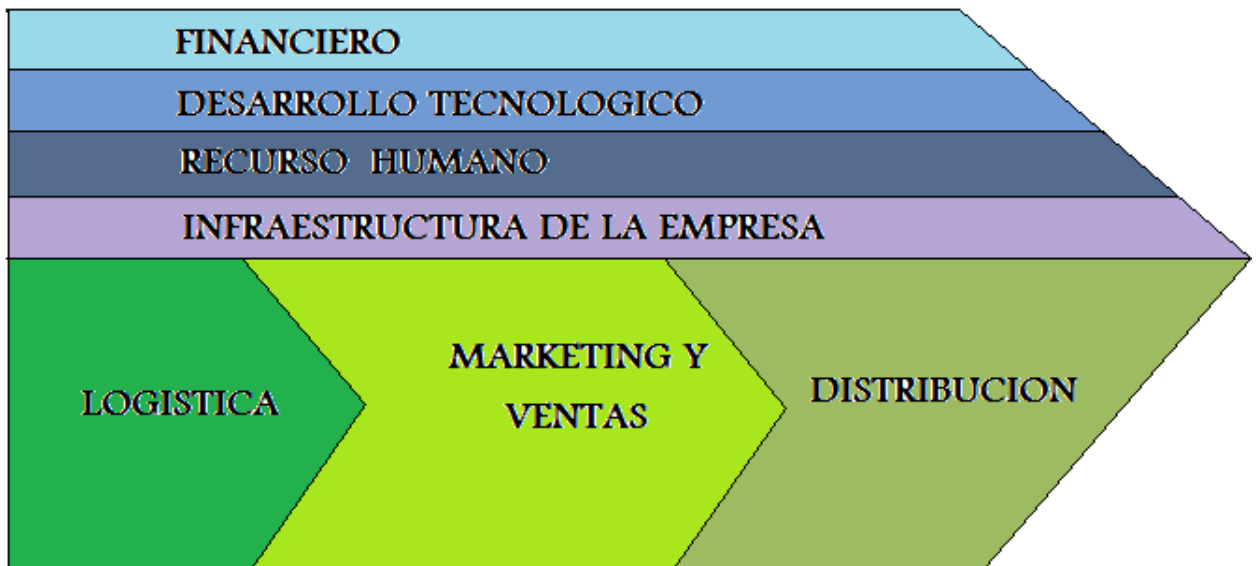 FINANCIERO
DESARROLLO TECNOLOGICO
RECURSO HUMANO
INFRAESTRUCTURA DE LA EMPRESA
LOGISTICA
MARKETING Y
VENTAS
DISTRIBUCION